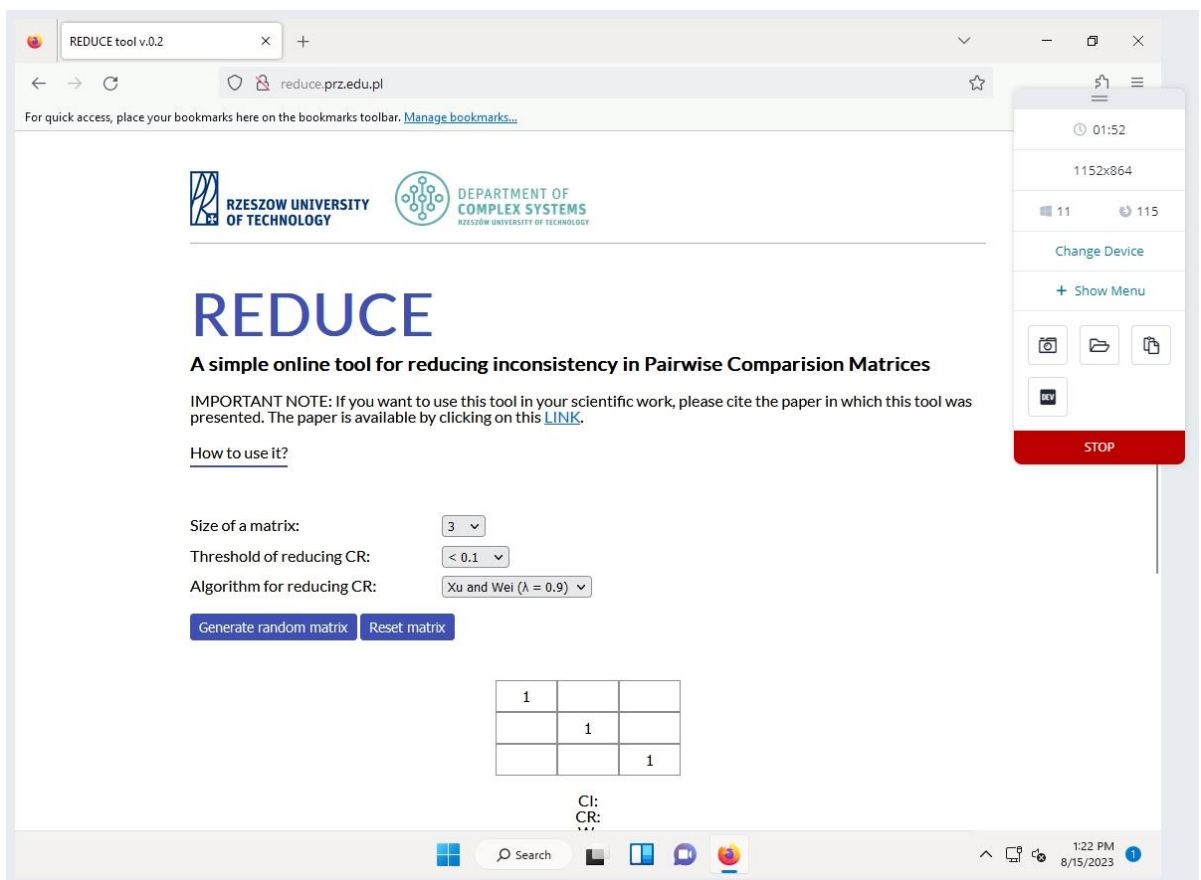 REDUCE tool v.0.2
reduce.prz.edu.pl
For quick access, place your bookmarks here on the bookmarks toolbar. Manage bookmarks...
01:52
1152x864
11 115
Change Device
+ Show Menu
DEV
STOP
RZESZOW UNIVERSITY
OF TECHNOLOGY
DEPARTMENT OF
COMPLEX SYSTEMS
RZESZÓW UNIVERSITY OF TECHNOLOGY
REDUCE
A simple online tool for reducing inconsistency in Pairwise Comparision Matrices
IMPORTANT NOTE: If you want to use this tool in your scientific work, please cite the paper in which this tool was
presented. The paper is available by clicking on this LINK.
How to use it?
Size of a matrix: 3
Threshold of reducing CR: < 0.1
Algorithm for reducing CR: Xu and Wei (λ = 0.9)
Generate random matrix Reset matrix
1
1
1
CI:
CR:
Search
1:22 PM
8/15/2023
1